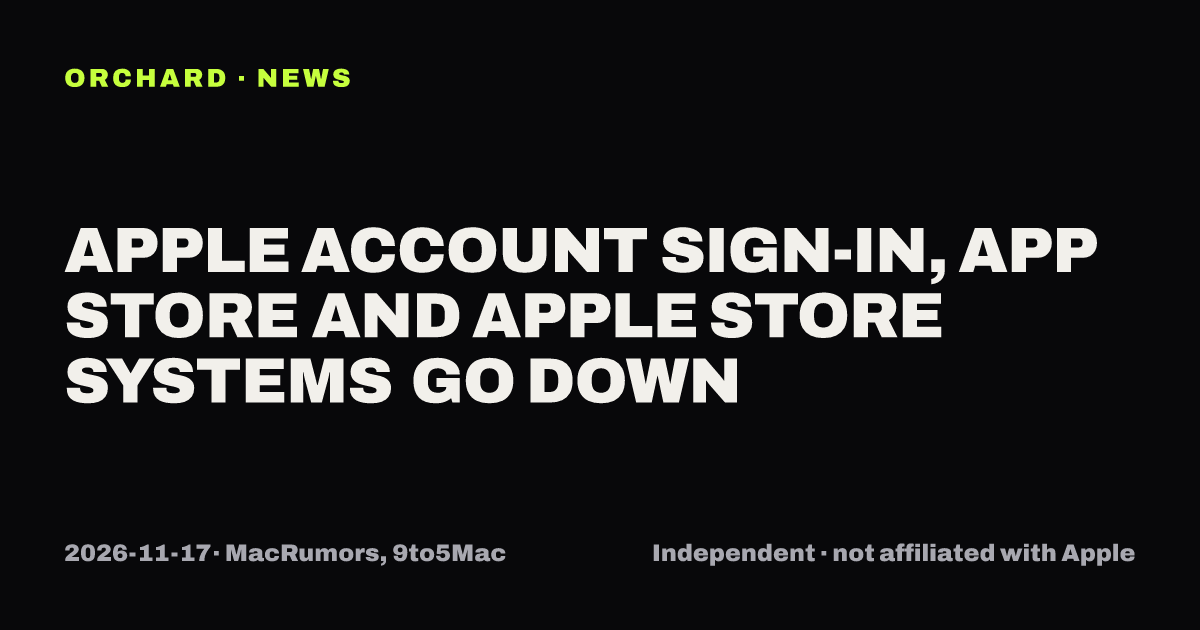 ORCHARD · NEWS
APPLE ACCOUNT SIGN-IN, APP
STORE AND APPLE STORE
SYSTEMS GO DOWN
2026-11-17· MacRumors, 9to5Mac
Independent · not affiliated with Apple